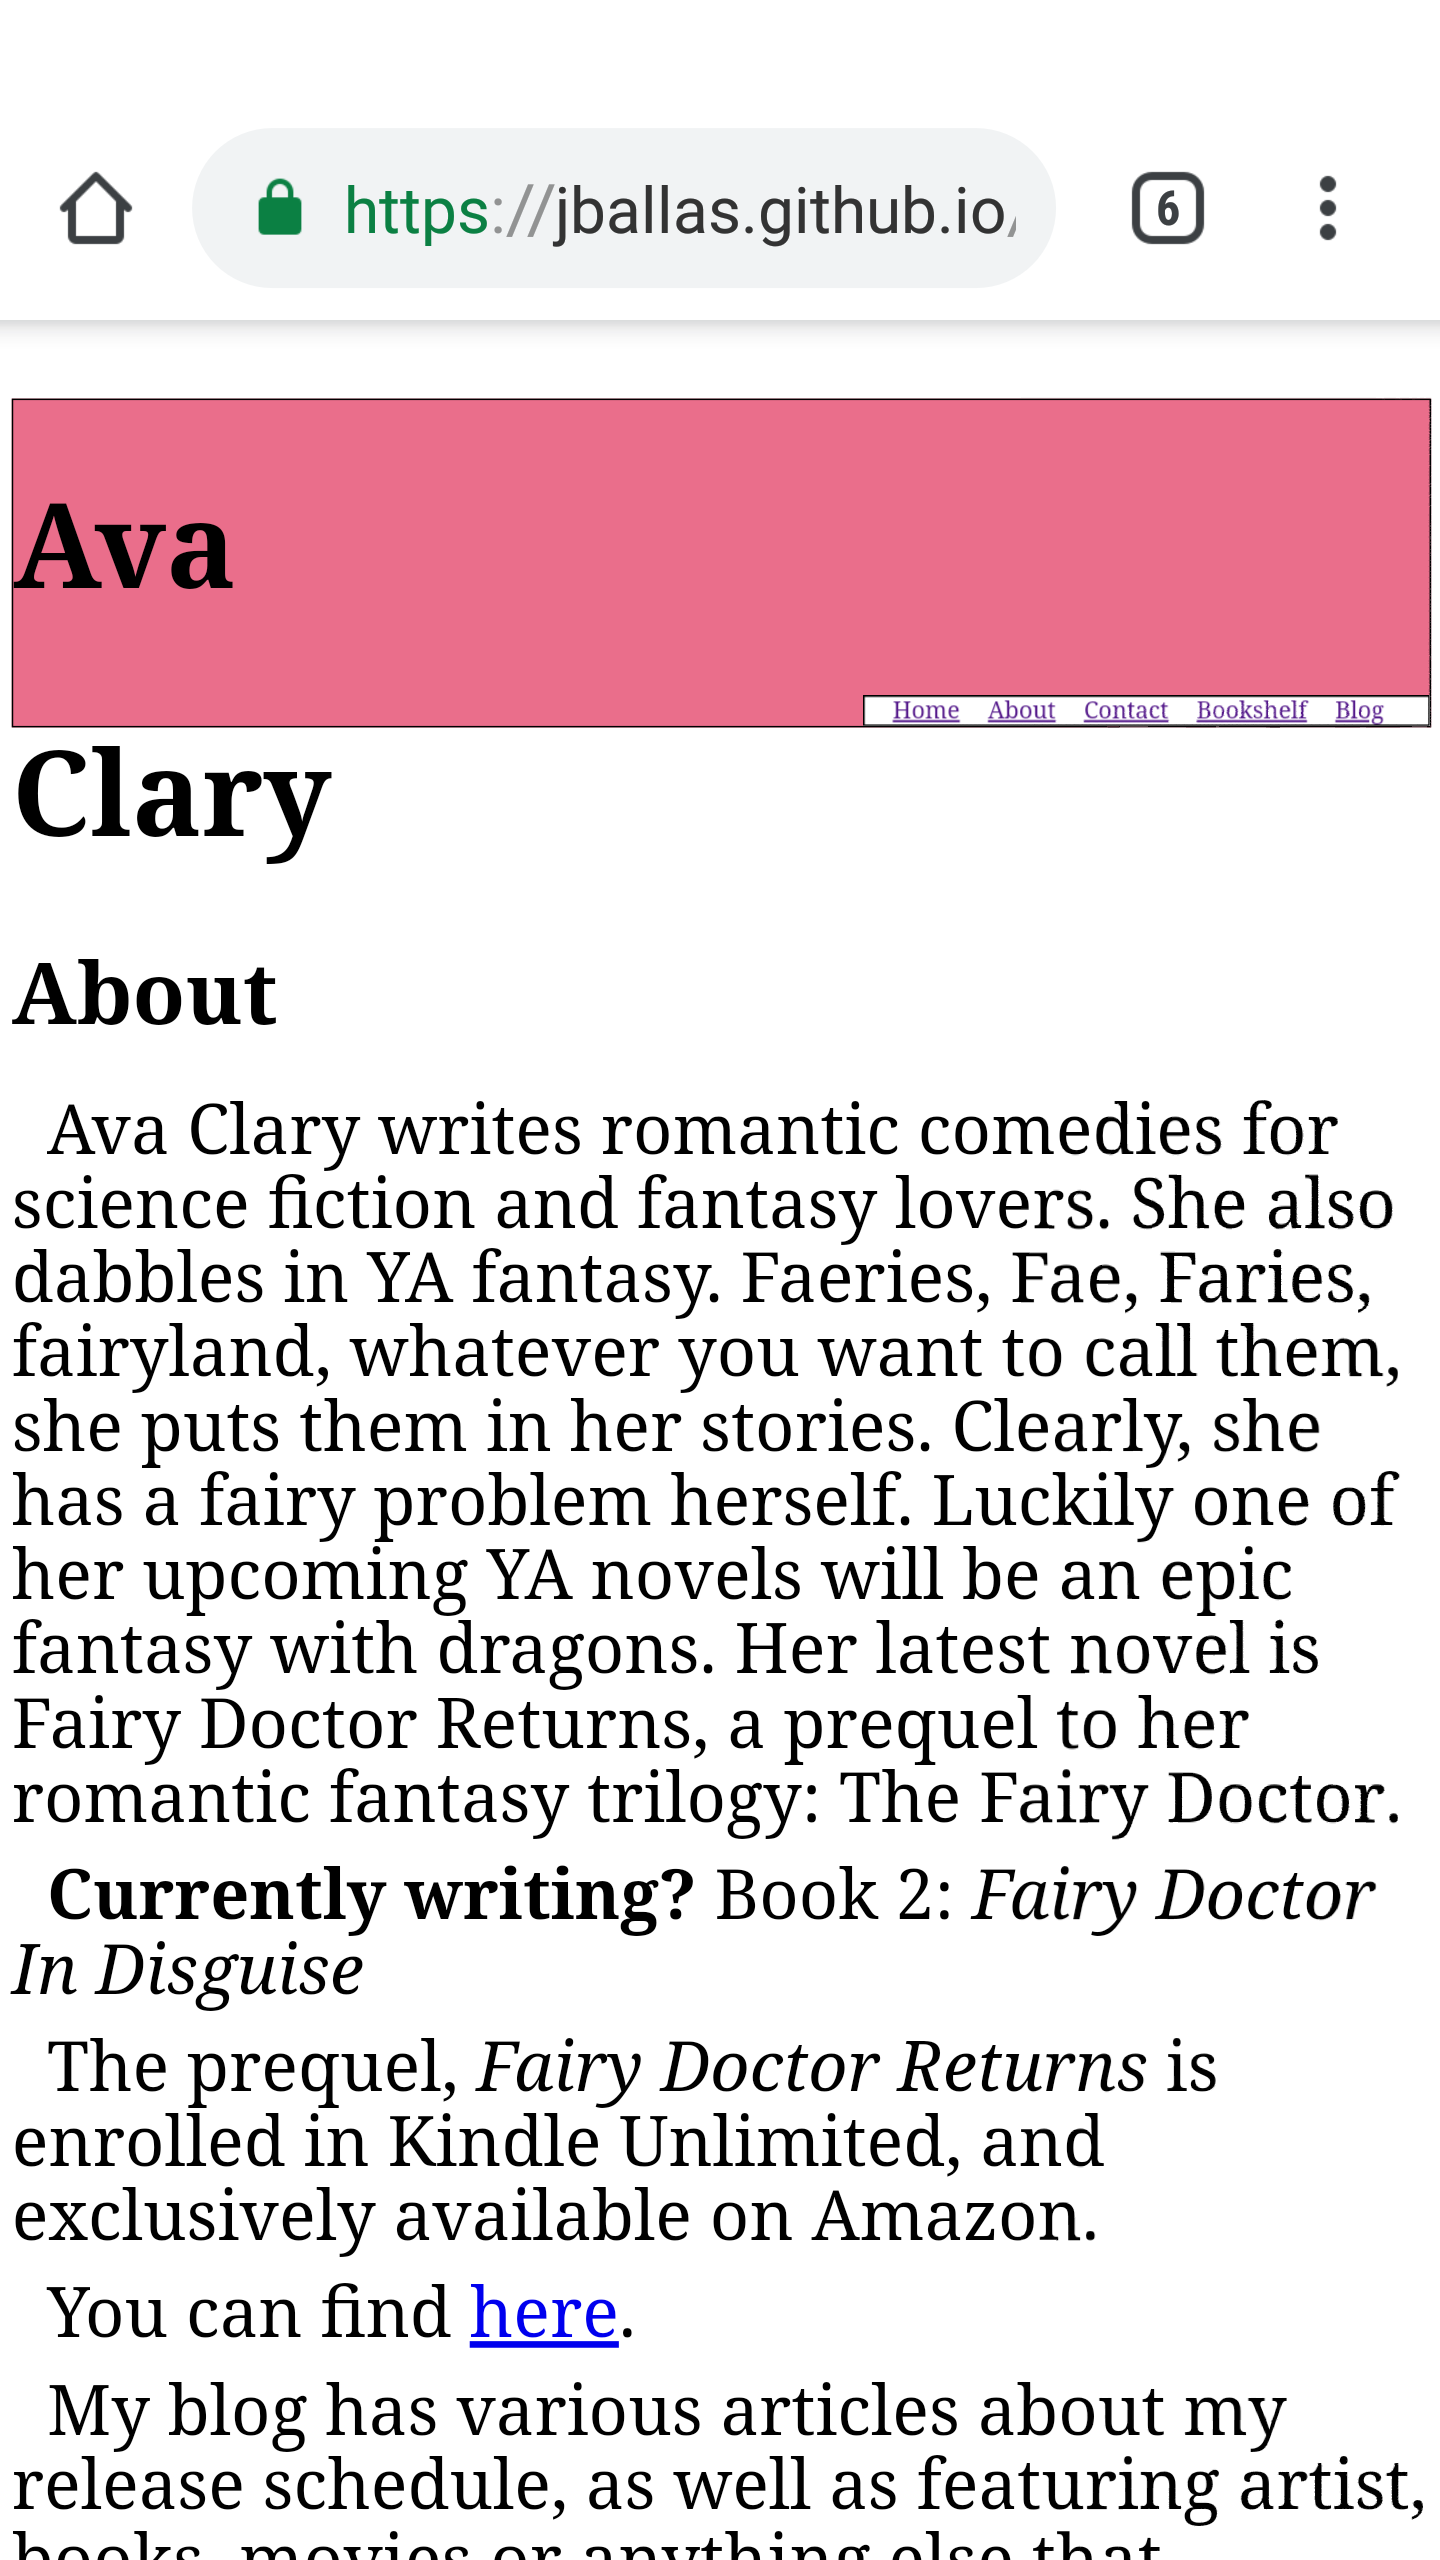 https://jballas.github.io/
6
Ava
Home About Contact Bookshelf Blog
Clary
About
Ava Clary writes romantic comedies for
science fiction and fantasy lovers. She also
dabbles in YA fantasy. Faeries, Fae, Faries,
fairyland, whatever you want to call them,
she puts them in her stories. Clearly, she
has a fairy problem herself. Luckily one of
her upcoming YA novels will be an epic
fantasy with dragons. Her latest novel is
Fairy Doctor Returns, a prequel to her
romantic fantasy trilogy: The Fairy Doctor.
Currently writing? Book 2: Fairy Doctor
In Disguise
The prequel, Fairy Doctor Returns is
enrolled in Kindle Unlimited, and
exclusively available on Amazon.
You can find here.
My blog has various articles about my
release schedule, as well as featuring artist,
books, movies or anything else that